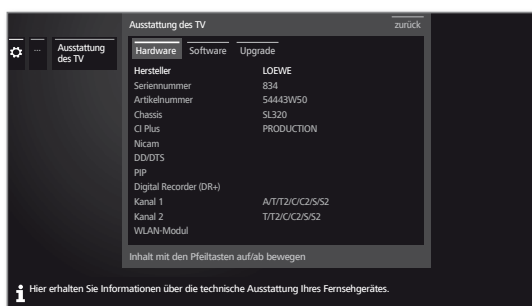 Ausstattung des TV
zurück
...
Ausstattung
des TV
Hardware Software Upgrade
Hersteller LOEWE
Seriennummer 834
Artikelnummer 54443W50
Chassis SL320
CI Plus PRODUCTION
Nicam
DD/DTS
PIP
Digital Recorder (DR+)
Kanal 1 A/T/T2/C/C2/S/S2
Kanal 2 T/T2/C/C2/S/S2
WLAN-Modul
Inhalt mit den Pfeiltasten auf/ab bewegen
Hier erhalten Sie Informationen über die technische Ausstattung Ihres Fernsehgerätes.